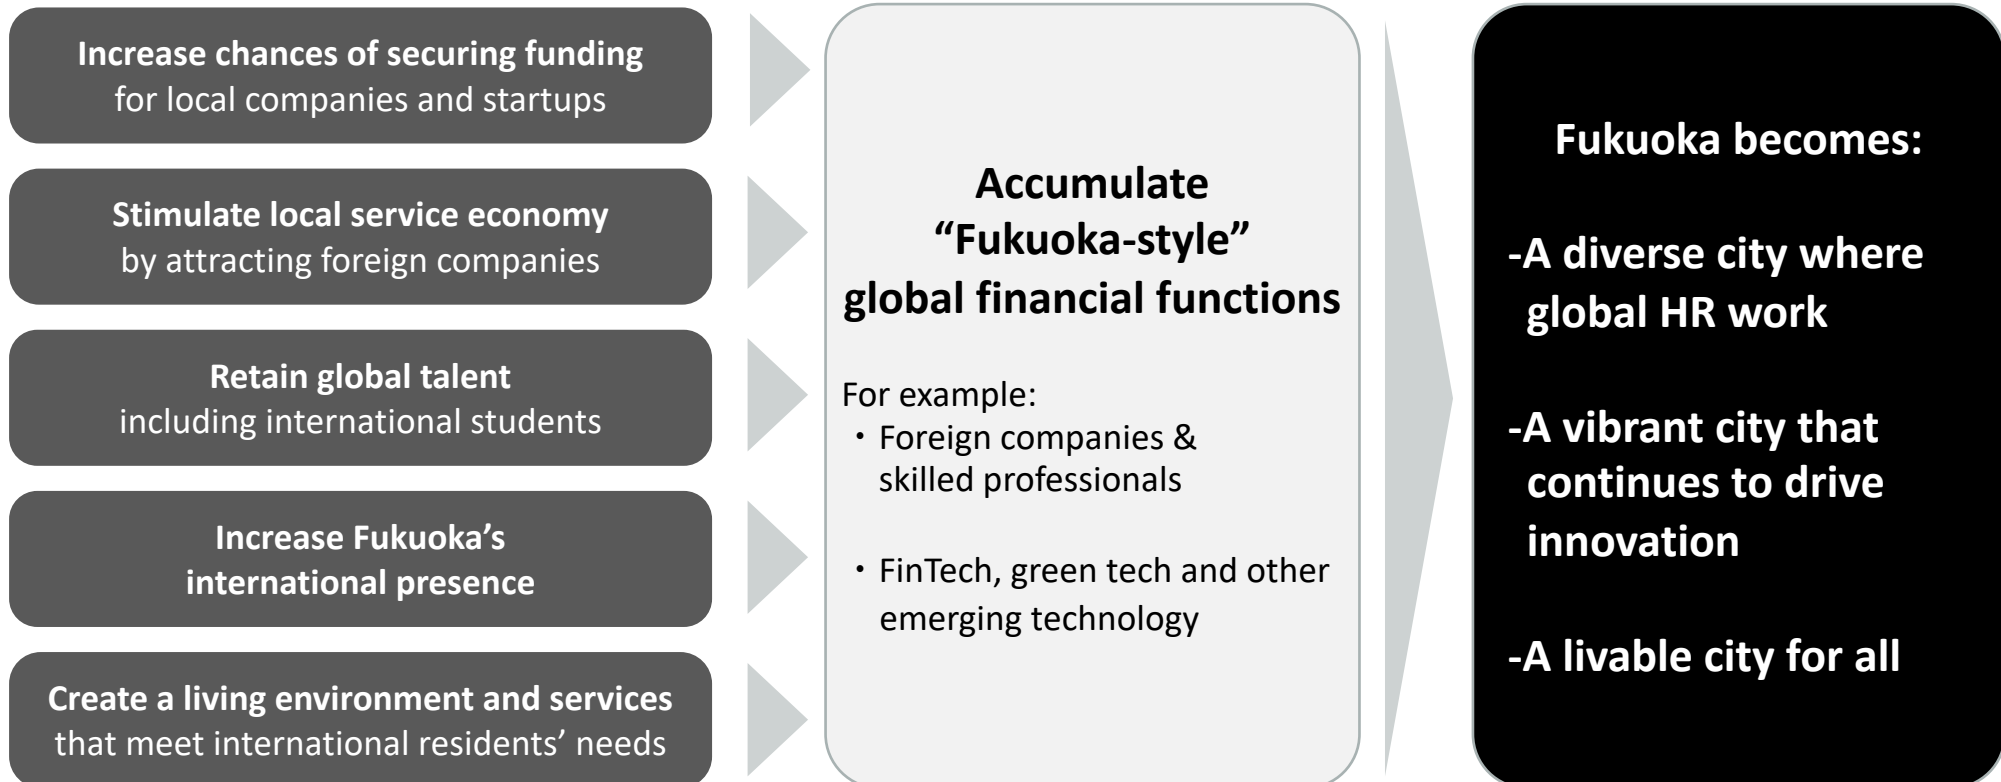 Increase chances of securing funding
for local companies and startups
Stimulate local service economy
by attracting foreign companies
Retain global talent
including international students
Increase Fukuoka’s
international presence
Create a living environment and services
that meet international residents’ needs
Accumulate
“Fukuoka-style”
global financial functions
For example:
・Foreign companies &
skilled professionals
・FinTech, green tech and other
emerging technology
Fukuoka becomes:
-A diverse city where
global HR work
-A vibrant city that
continues to drive
innovation
-A livable city for all